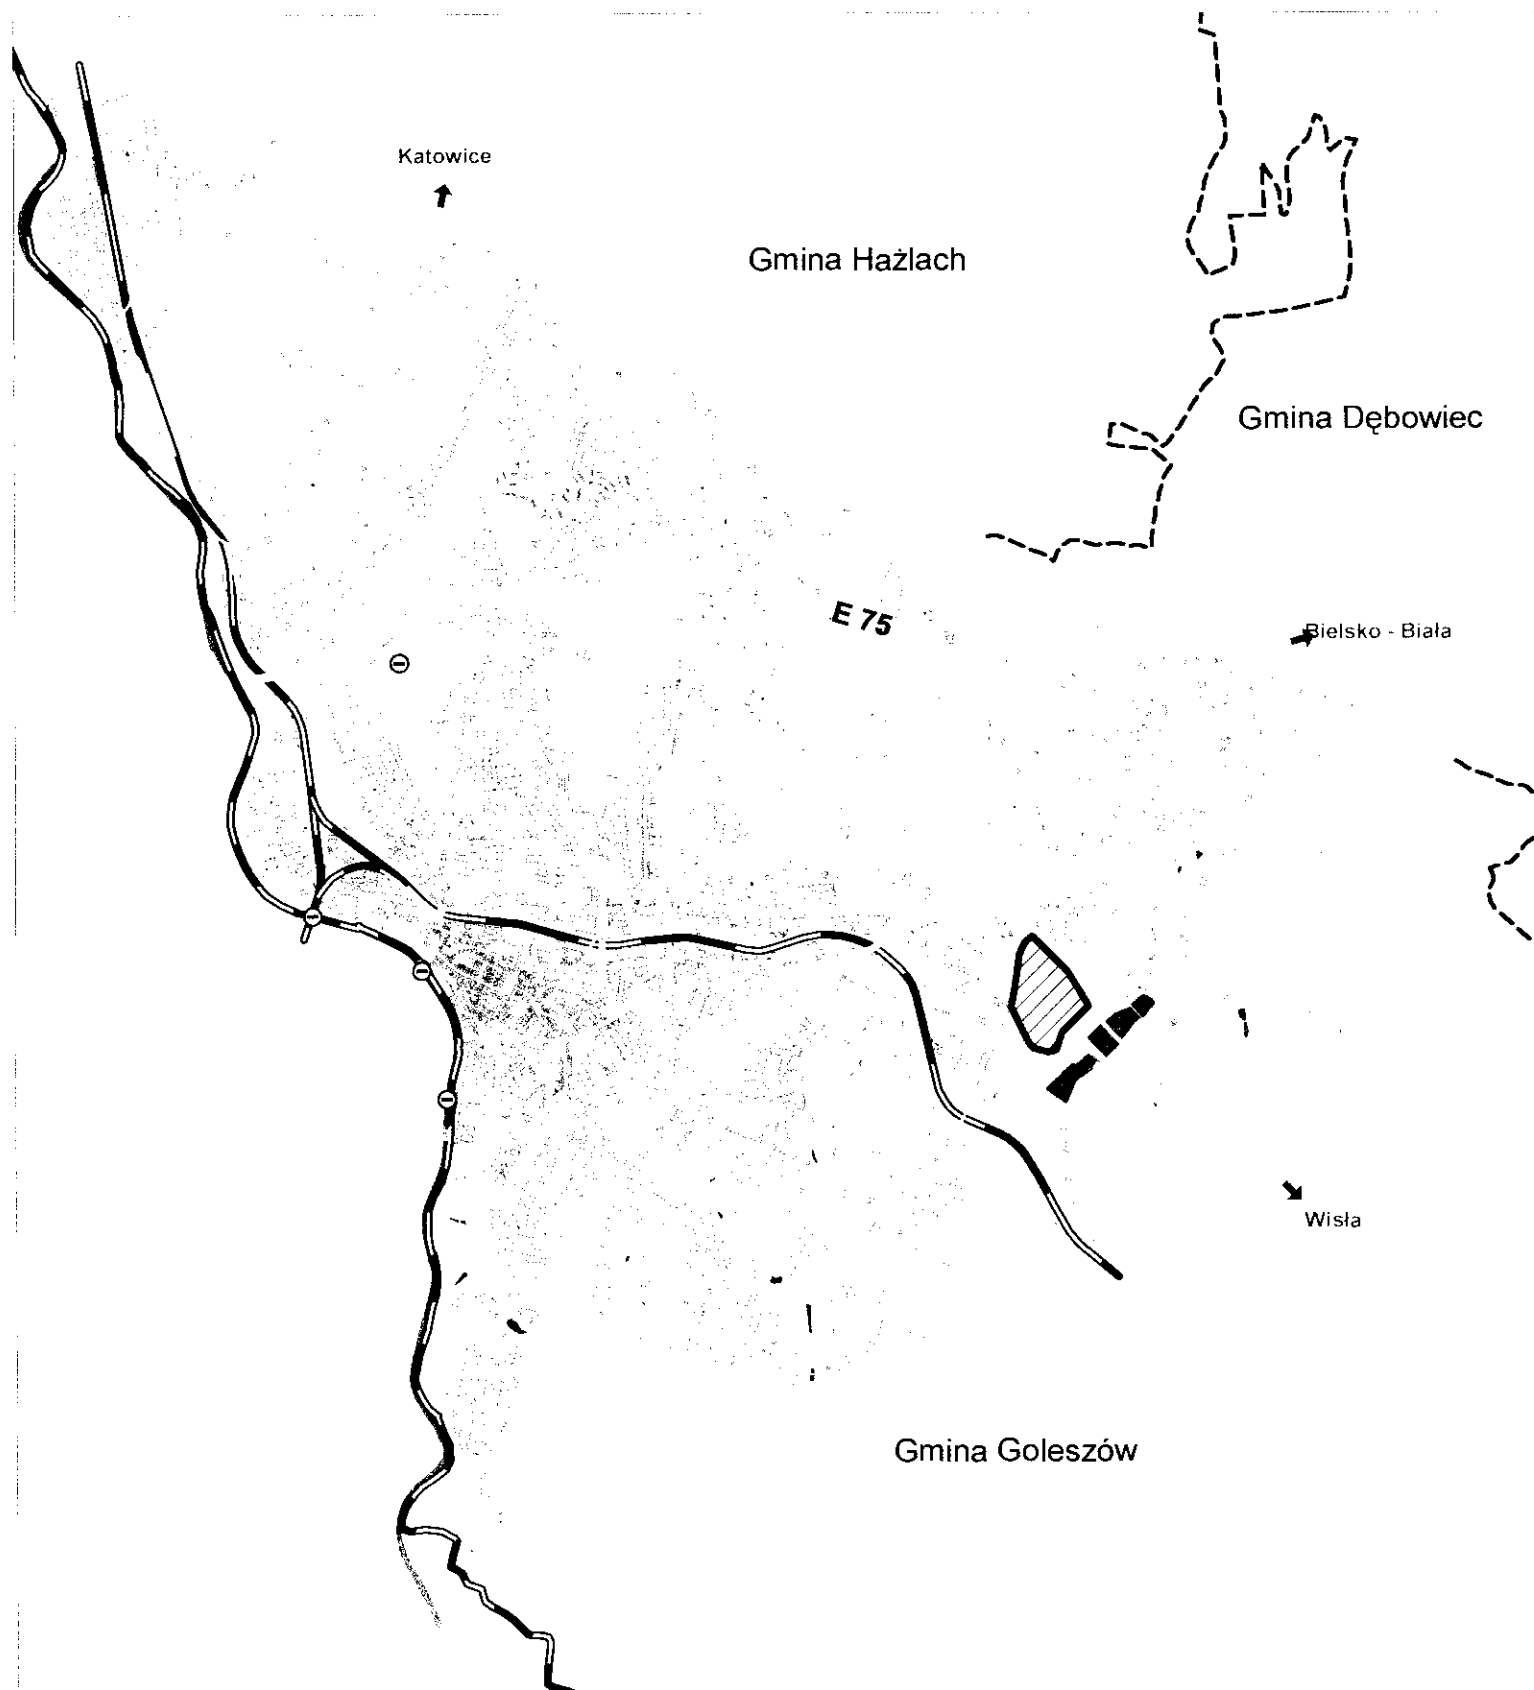 Katowice
Gmina Hażlach
Gmina Dębowiec
E 75
Bielsko - Biała
Wisła
Gmina Goleszów